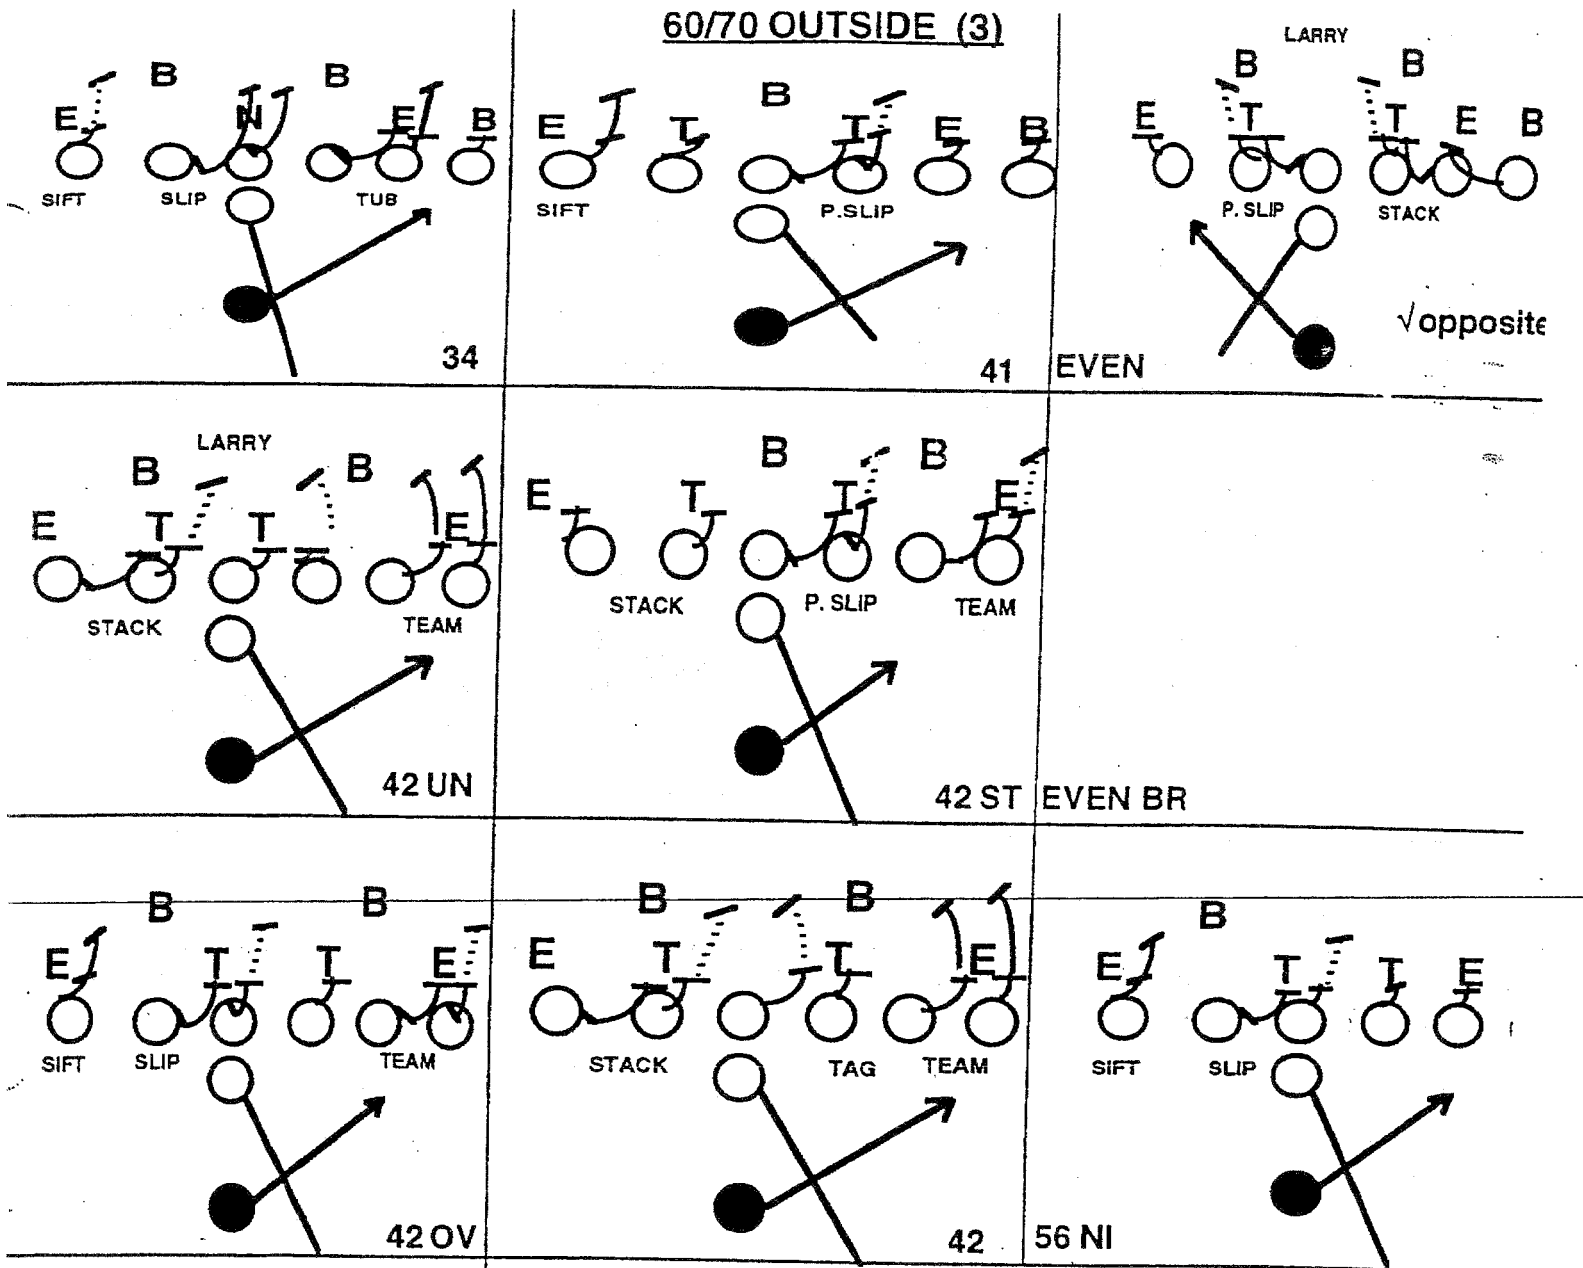 60/70 OUTSIDE (3)
B B
E N E B
SIFT SLIP TUB
34
B
E T T E B
SIFT P.SLIP
41
LARRY
B B
E T T E B
P. SLIP STACK
√opposite
EVEN
LARRY
B B
E T T E
STACK TEAM
42 UN
B B
E T T E
STACK P. SLIP TEAM
42 ST
EVEN BR
B B
E T T E
SIFT SLIP TEAM
42 OV
B B
E T T E
STACK TAG TEAM
42
B
E T T E
SIFT SLIP
56 NI